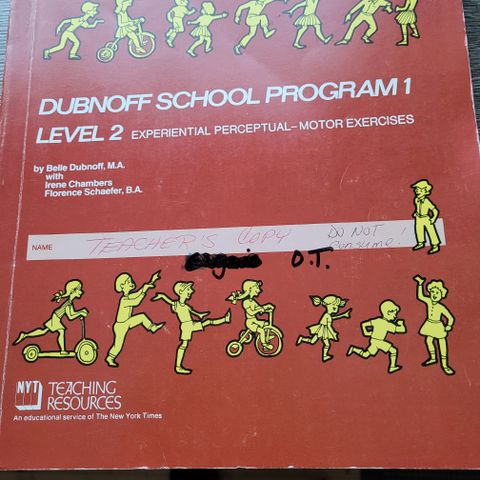 DUBNOFF SCHOOL PROGRAM 1
LEVEL 2 EXPERIENTIAL PERCEPTUAL–MOTOR EXERCISES
by Belle Dubnoff, M.A.
with
Irene Chambers
Florence Schaefer, B.A.
NAME TEACHER'S COPY DO NOT
Consume!
O.T.
NYT TEACHING
RESOURCES
An educational service of The New York Times